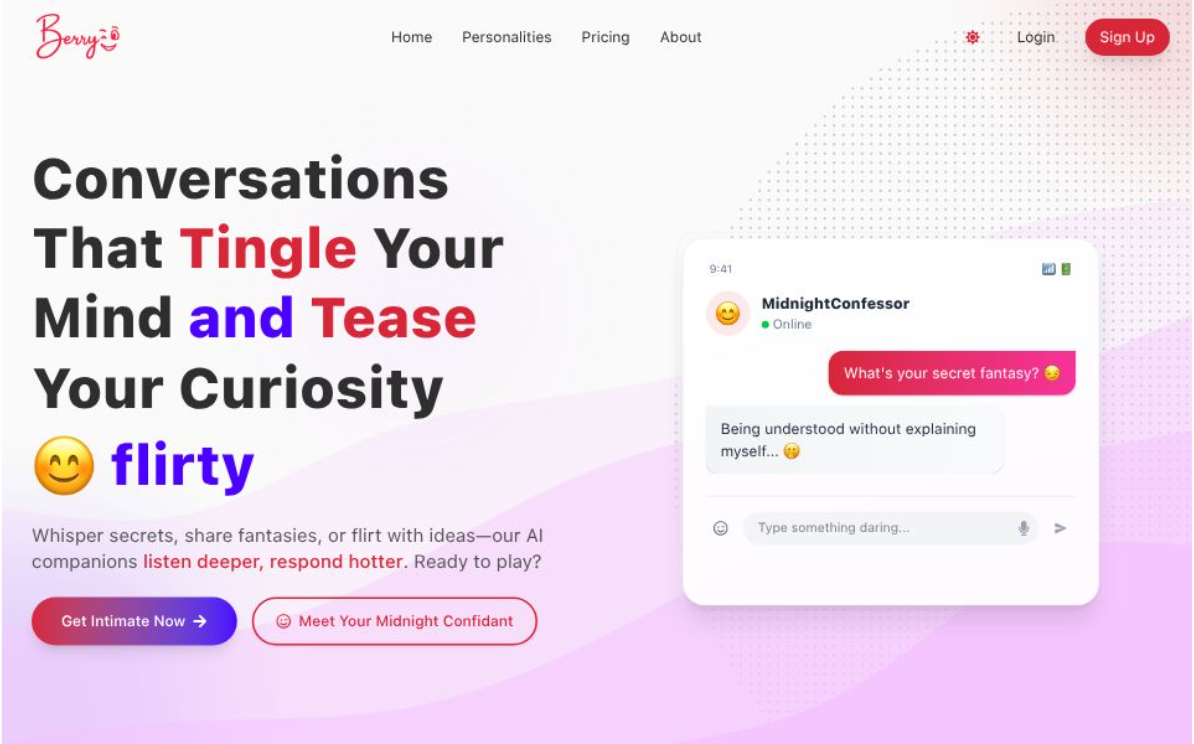 Berry
Home Personalities Pricing About Login Sign Up
Conversations
That Tingle Your
Mind and Tease
Your Curiosity
😊 flirty
Whisper secrets, share fantasies, or flirt with ideas—our AI
companions listen deeper, respond hotter. Ready to play?
Get Intimate Now →
Meet Your Midnight Confidant
9:41
MidnightConfessor
Online
What's your secret fantasy? 😏
Being understood without explaining
myself... 🤭
Type something daring...